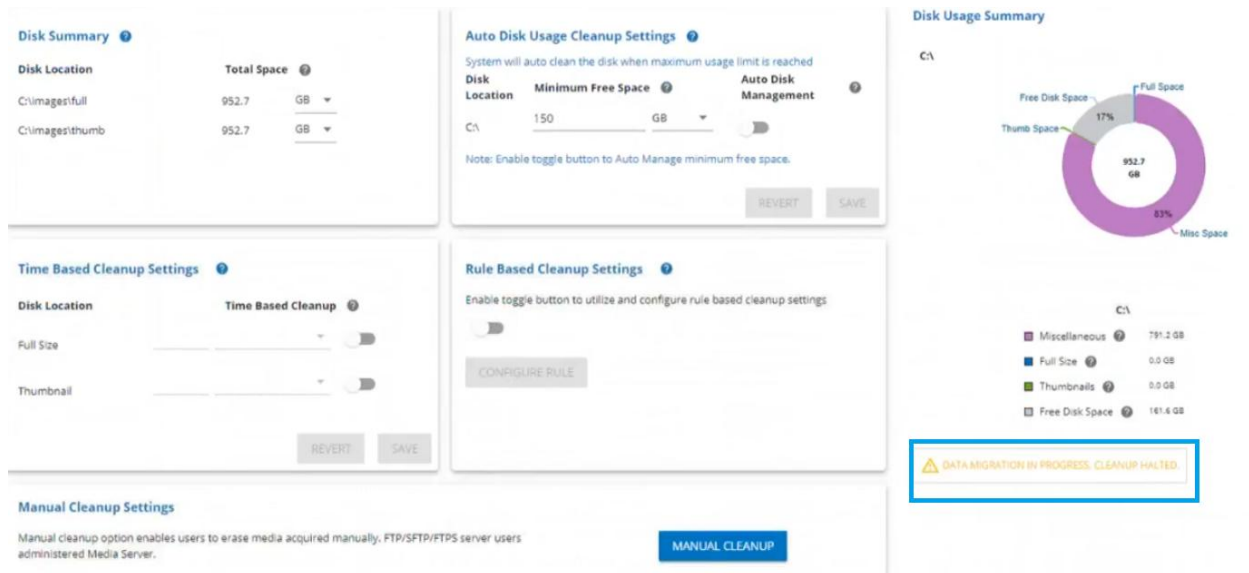 Disk Summary
Disk Location Total Space
C:\images\full 952.7 GB
C:\images\thumb 952.7 GB
Auto Disk Usage Cleanup Settings
System will auto clean the disk when maximum usage limit is reached
Disk Location Minimum Free Space Auto Disk Management
C:\ 150 GB
Note: Enable toggle button to Auto Manage minimum free space.
REVERT SAVE
Time Based Cleanup Settings
Disk Location Time Based Cleanup
Full Size
Thumbnail
REVERT SAVE
Rule Based Cleanup Settings
Enable toggle button to utilize and configure rule based cleanup settings
CONFIGURE RULE
Manual Cleanup Settings
Manual cleanup option enables users to erase media acquired manually. FTP/SFTP/FTPS server users
administered Media Server.
MANUAL CLEANUP
Disk Usage Summary
C:\
Full Space
Free Disk Space
17%
Thumb Space
952.7
GB
83%
Misc Space
C:\
Miscellaneous 791.2 GB
Full Size 0.0 GB
Thumbnails 0.0 GB
Free Disk Space 161.6 GB
DATA MIGRATION IN PROGRESS, CLEANUP HALTED.